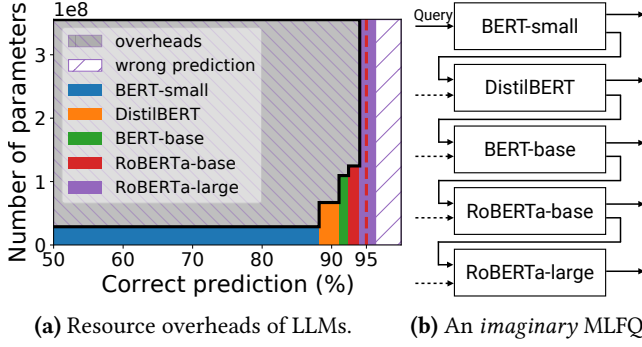 1e8
Number of parameters
3
2
1
0
overheads
wrong prediction
BERT-small
DistilBERT
BERT-base
RoBERTa-base
RoBERTa-large
50 60 70 80 90 95
Correct prediction (%)
(a) Resource overheads of LLMs.
Query
BERT-small
DistilBERT
BERT-base
RoBERTa-base
RoBERTa-large
(b) An imaginary MLFQ